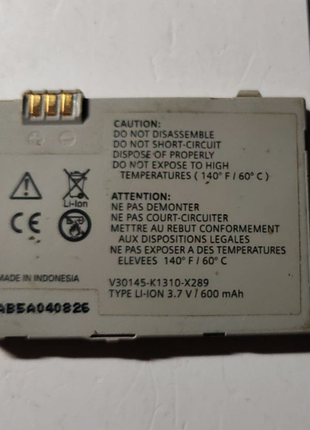 CAUTION:
DO NOT DISASSEMBLE
DO NOT SHORT-CIRCUIT
DISPOSE OF PROPERLY
DO NOT EXPOSE TO HIGH
TEMPERATURES ( 140° F / 60° C )
Li-Ion
ATTENTION:
NE PAS DEMONTER
NE PAS COURT-CIRCUITER
METTRE AU REBUT CONFORMEMENT
AUX DISPOSITIONS LEGALES
NE PAS EXPOSER A DES TEMPERATURES
ELEVEES 140° F / 60° C
CE
MADE IN INDONESIA
V30145-K1310-X289
TYPE LI-ION 3.7 V / 600 mAh
AB5A040826